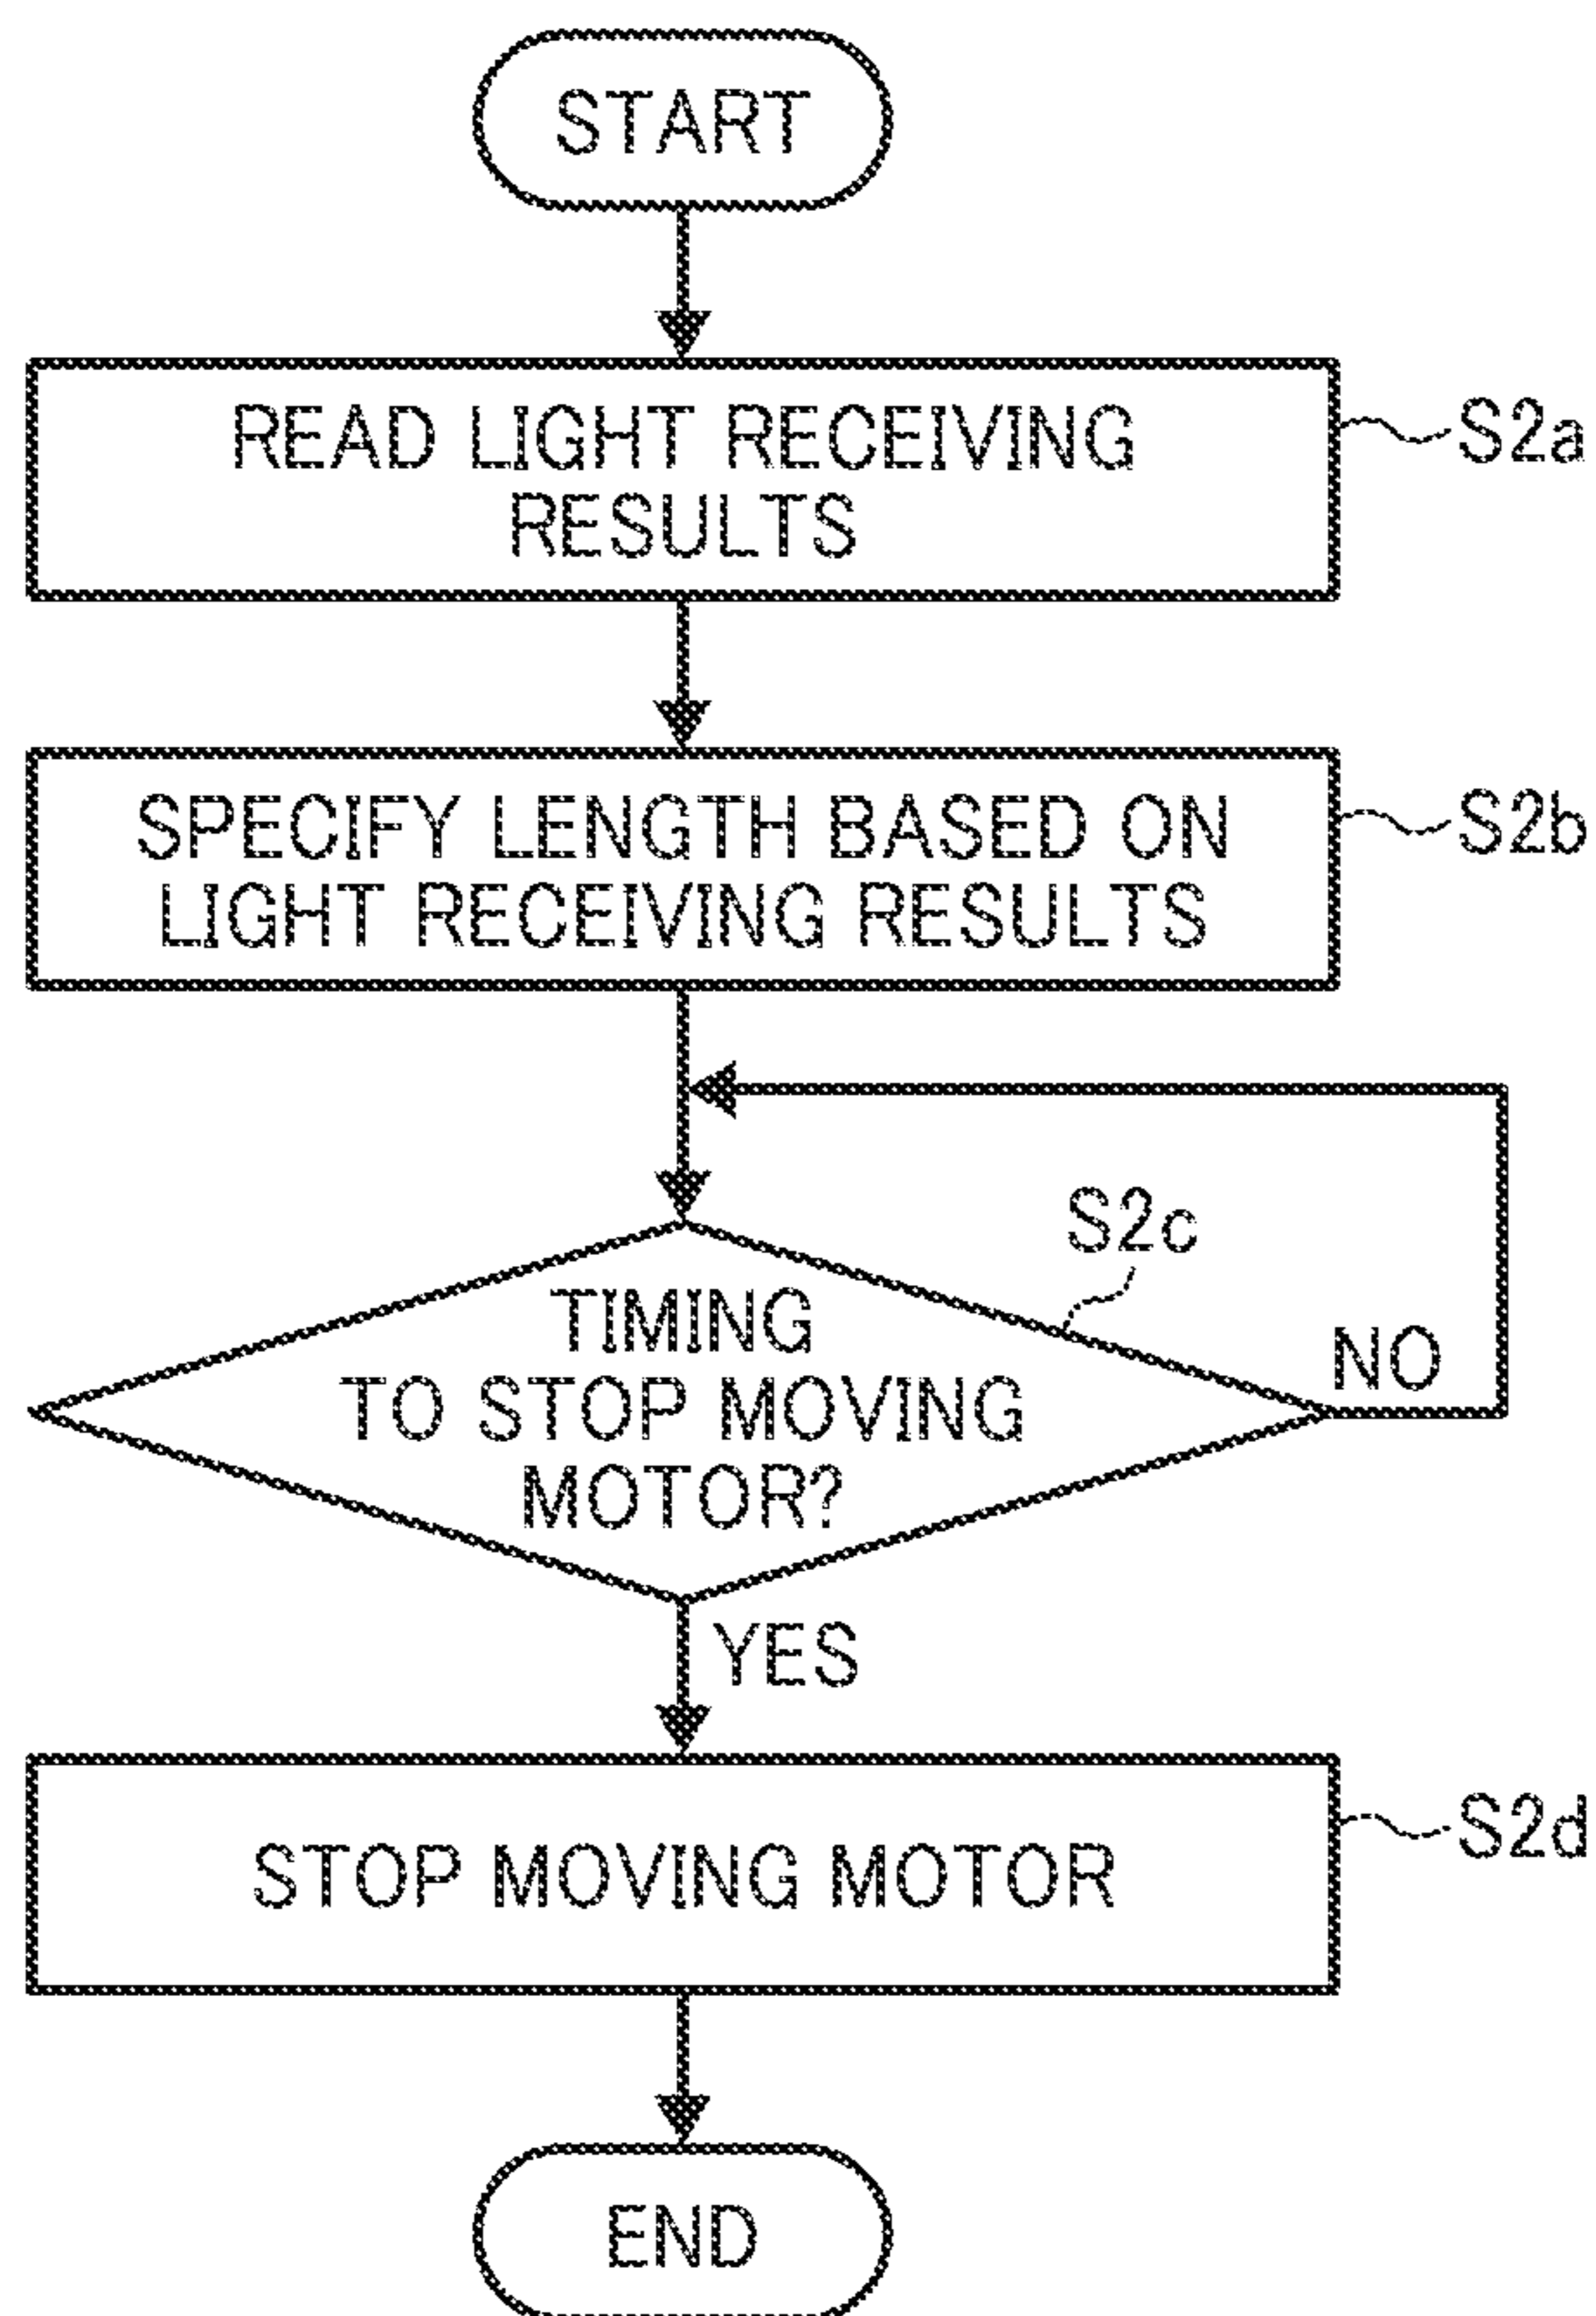 START
READ LIGHT RECEIVING
RESULTS
S2a
SPECIFY LENGTH BASED ON
LIGHT RECEIVING RESULTS
S2b
S2c
TIMING
TO STOP MOVING
MOTOR?
NO
YES
STOP MOVING MOTOR
S2d
END